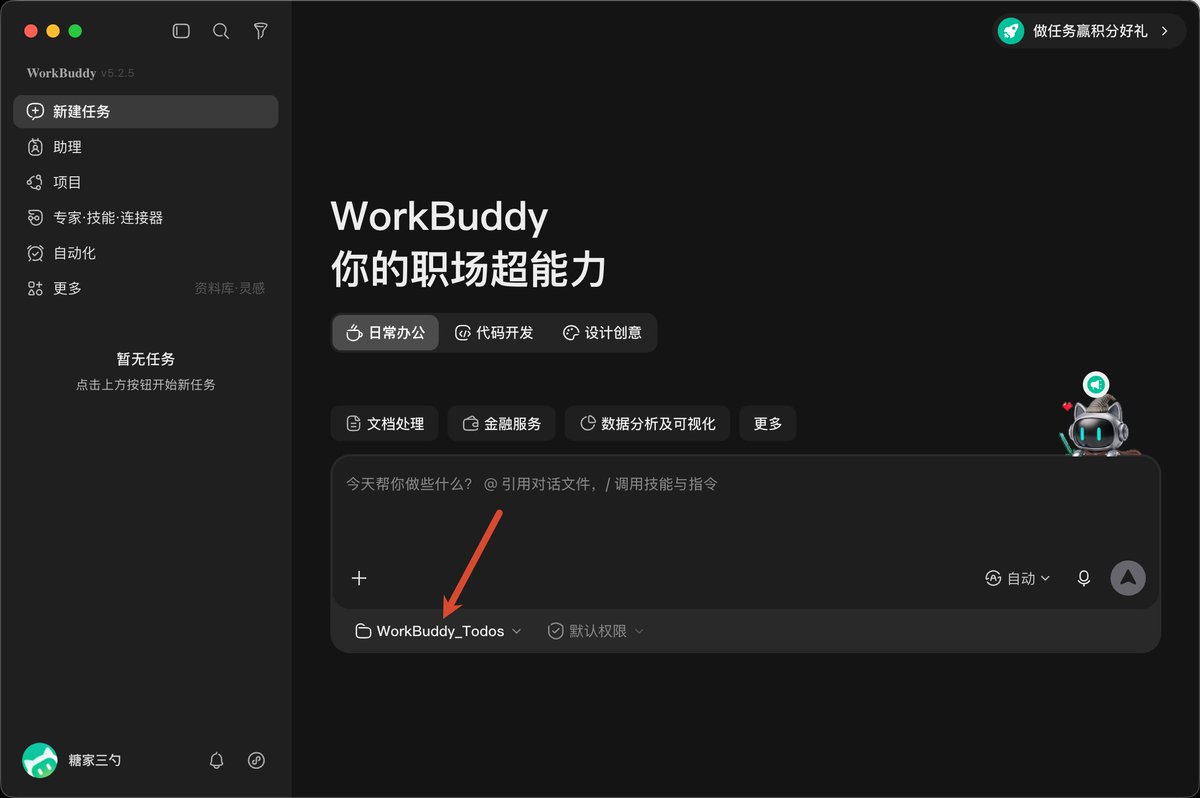 做任务赢积分好礼
WorkBuddy v5.2.5
新建任务
助理
项目
专家·技能·连接器
自动化
更多 资料库·灵感
暂无任务
点击上方按钮开始新任务
WorkBuddy
你的职场超能力
日常办公 代码开发 设计创意
文档处理 金融服务 数据分析及可视化 更多
今天帮你做些什么? @ 引用对话文件, / 调用技能与指令
自动
WorkBuddy_Todos 默认权限
糖家三勺